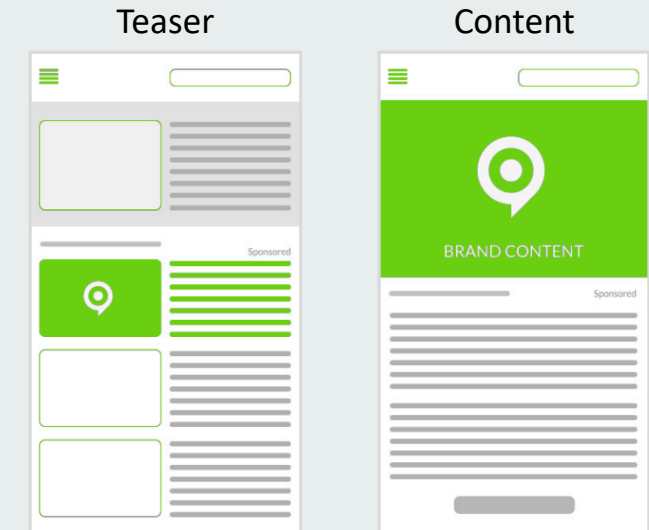 Teaser
Content
Sponsored
BRAND CONTENT
Sponsored